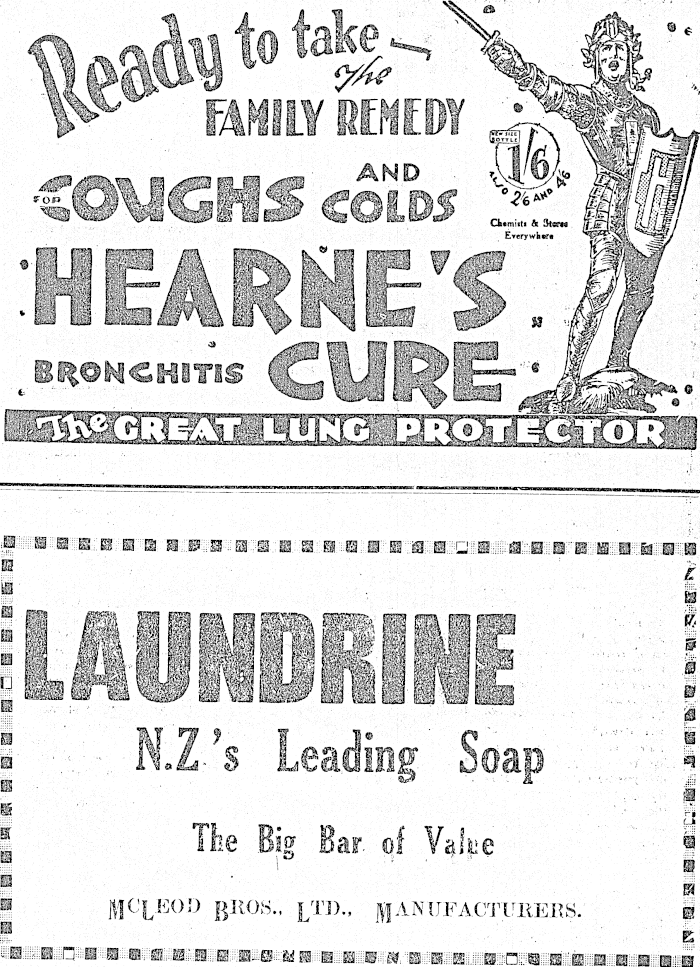 Ready to take
The
FAMILY REMEDY
FOR COUGHS AND COLDS
NEW SIZE BOTTLE
1/6
ALSO 2/6 AND 4/6
Chemists & Stores
Everywhere
HEARNE'S
BRONCHITIS CURE
The GREAT LUNG PROTECTOR
LAUNDRINE
N.Z's Leading Soap
The Big Bar of Value
McLEOD BROS., LTD., MANUFACTURERS.